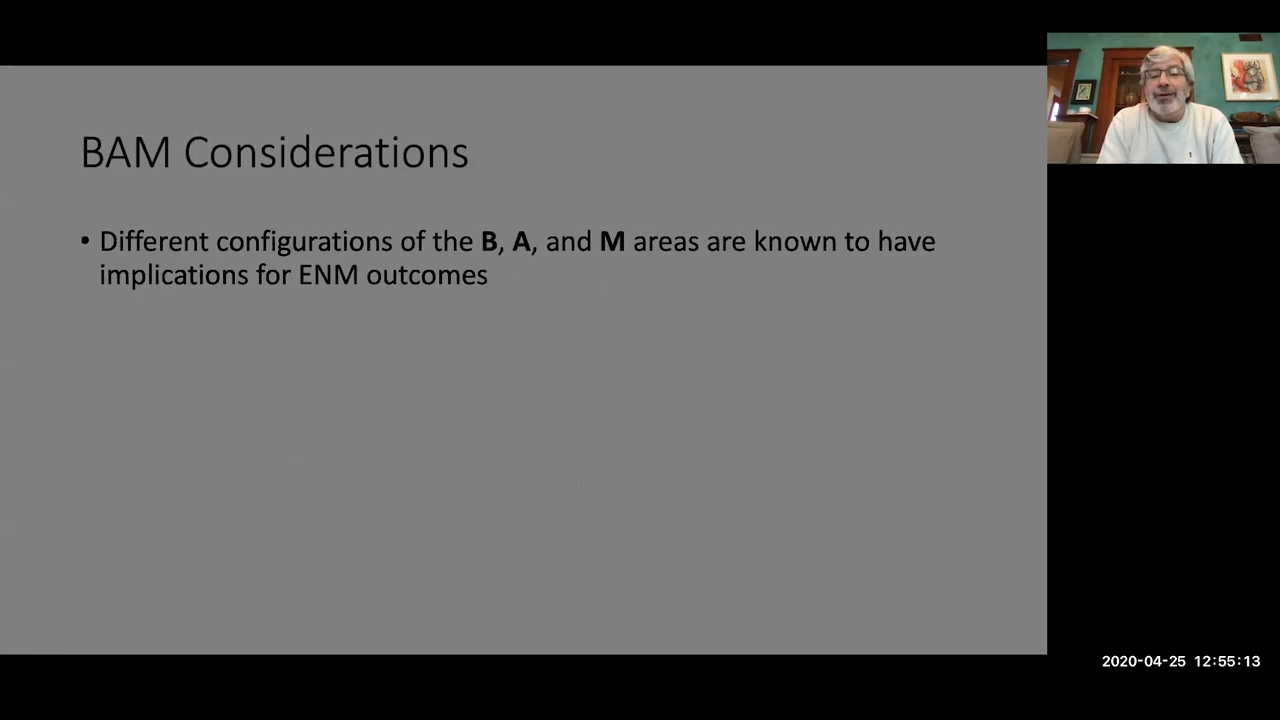 BAM Considerations
• Different configurations of the B, A, and M areas are known to have
implications for ENM outcomes
2020-04-25 12:55:13